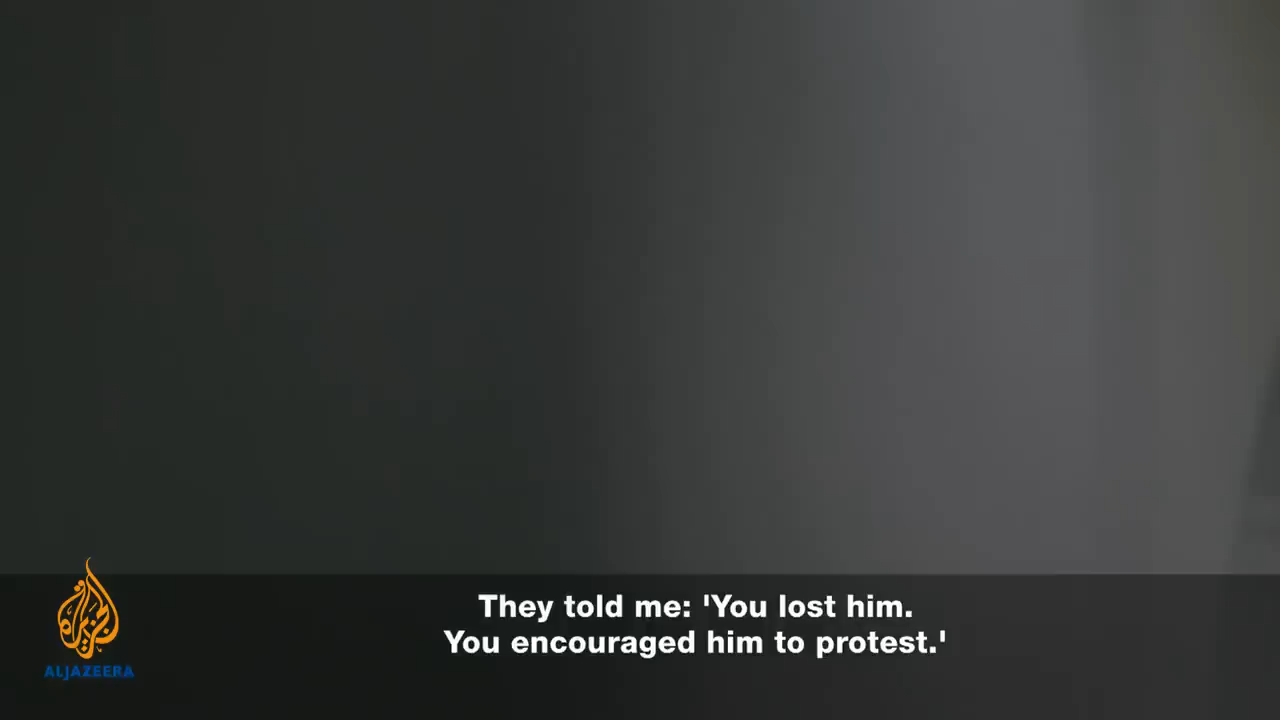 They told me: 'You lost him.
You encouraged him to protest.'
الجزيرة
ALJAZEERA